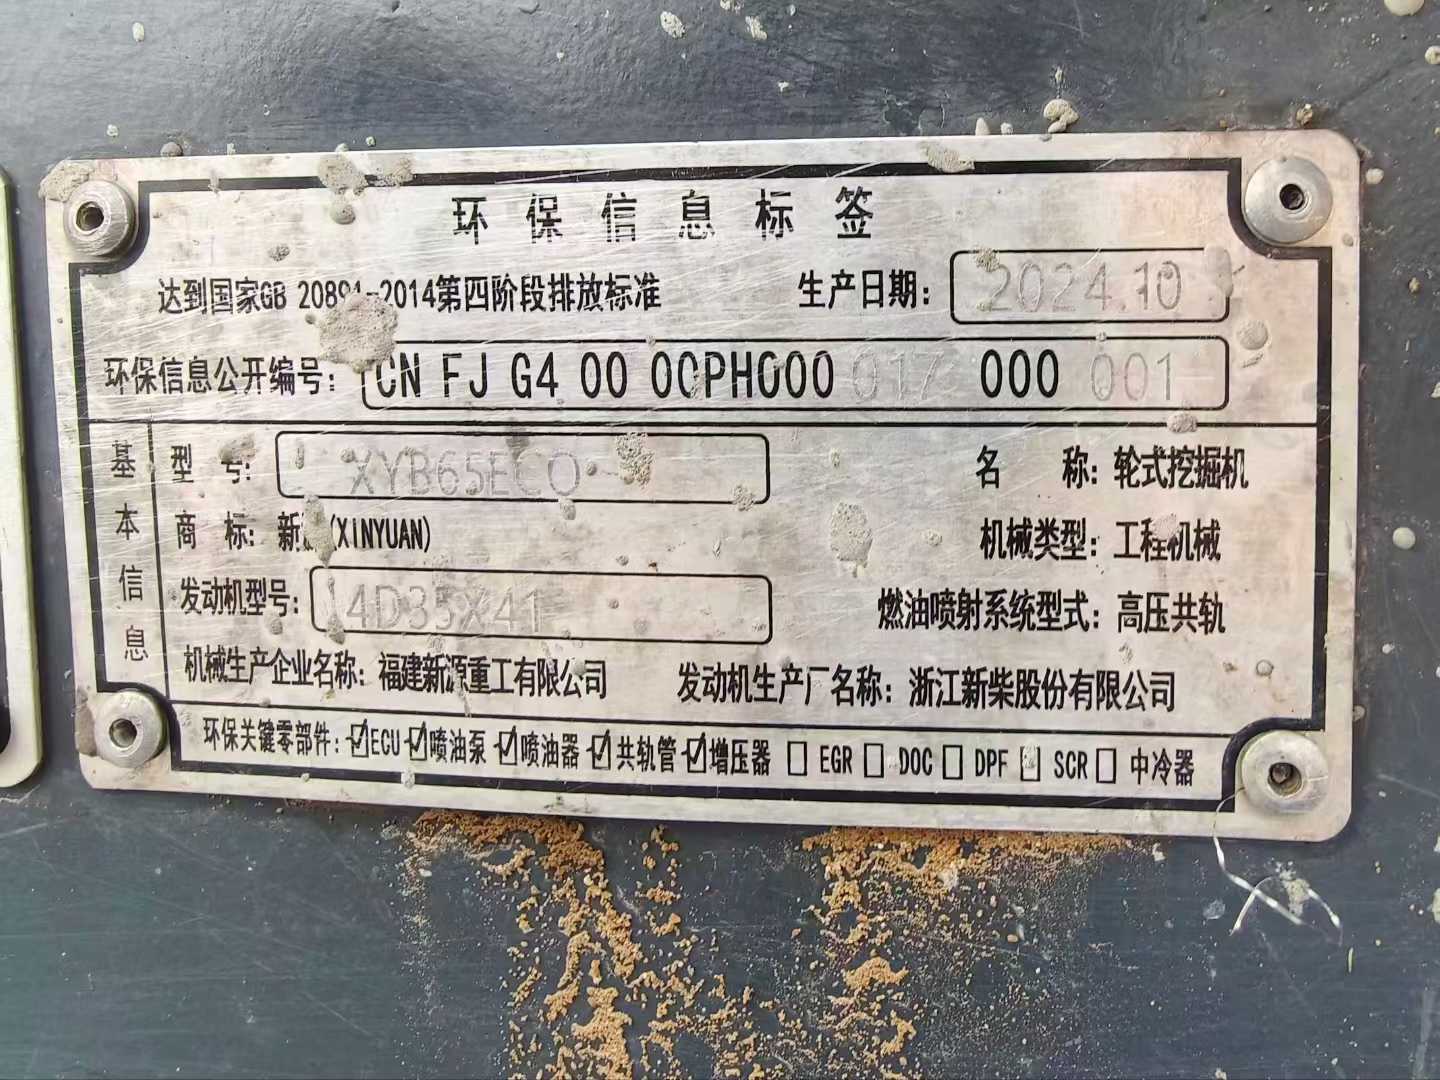 环保信息标签
达到国家GB 20891-2014第四阶段排放标准 生产日期: 2024.10
环保信息公开编号: CN FJ G4 00 00PH000 017 000 001
基本信息
型 号: XYB65ECO 名 称: 轮式挖掘机
商 标: 新 (XINYUAN) 机械类型: 工程机械
发动机型号: 4D35X41 燃油喷射系统型式: 高压共轨
机械生产企业名称: 福建新源重工有限公司 发动机生产厂名称: 浙江新柴股份有限公司
环保关键零部件: ☑ECU ☑喷油泵 ☑喷油器 ☑共轨管 ☑增压器 □ EGR □ DOC □ DPF □ SCR □ 中冷器